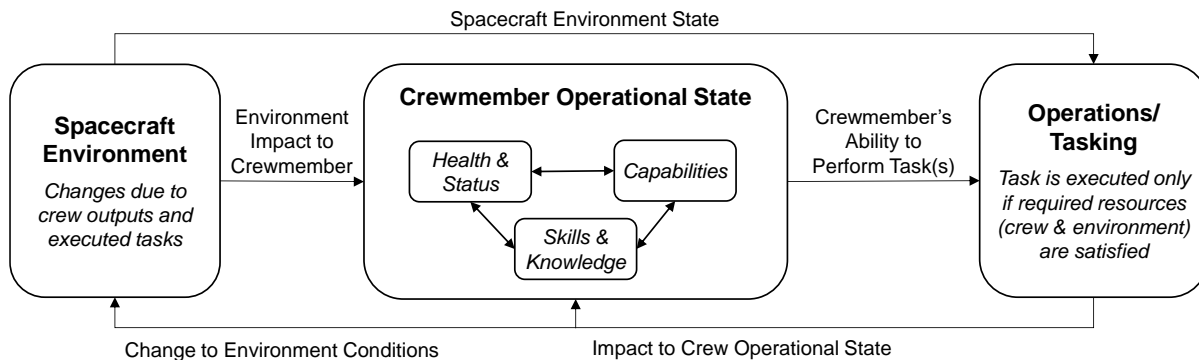 Spacecraft Environment State
Spacecraft
Environment
Changes due to
crew outputs and
executed tasks
Environment
Impact to
Crewmember
Crewmember Operational State
Health &
Status
Capabilities
Skills &
Knowledge
Crewmember's
Ability to
Perform Task(s)
Operations/
Tasking
Task is executed only
if required resources
(crew & environment)
are satisfied
Change to Environment Conditions
Impact to Crew Operational State